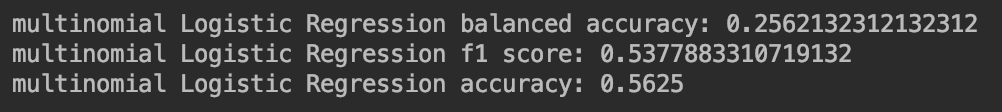 multinomial Logistic Regression balanced accuracy: 0.2562132312132312
multinomial Logistic Regression f1 score: 0.5377883310719132
multinomial Logistic Regression accuracy: 0.5625